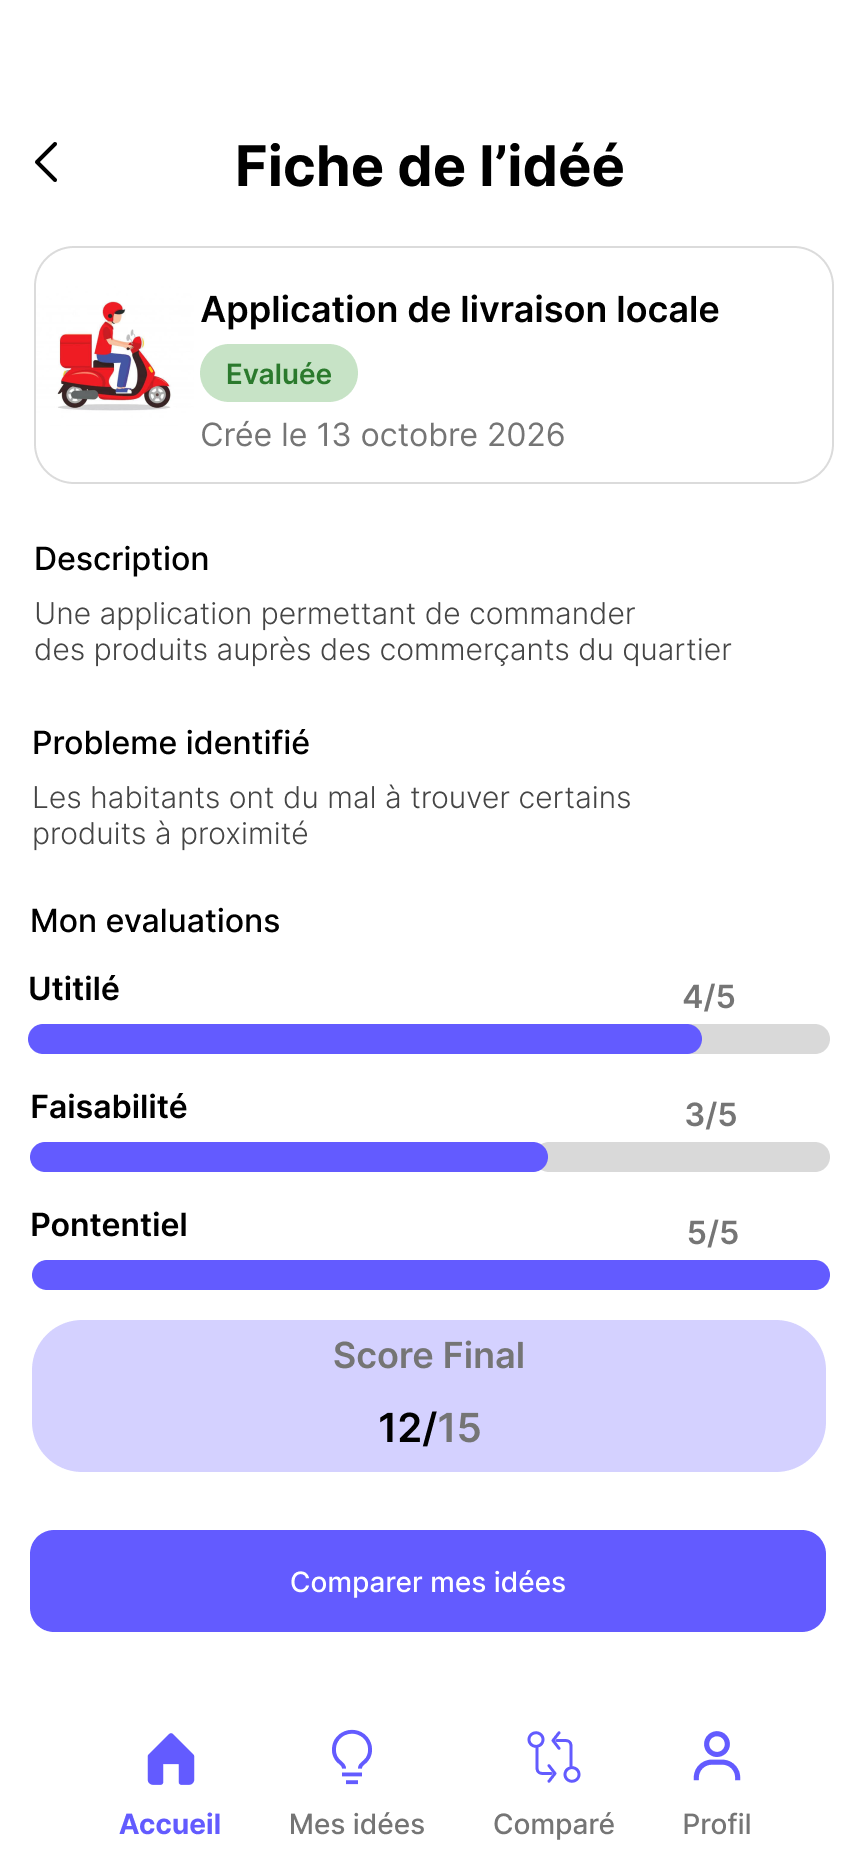 Fiche de l’idéé
Application de livraison locale
Evaluée
Crée le 13 octobre 2026
Description
Une application permettant de commander
des produits auprès des commerçants du quartier
Probleme identifié
Les habitants ont du mal à trouver certains
produits à proximité
Mon evaluations
Utitilé
4/5
Faisabilité
3/5
Pontentiel
5/5
Score Final
12/15
Comparer mes idées
Accueil Mes idées Comparé Profil